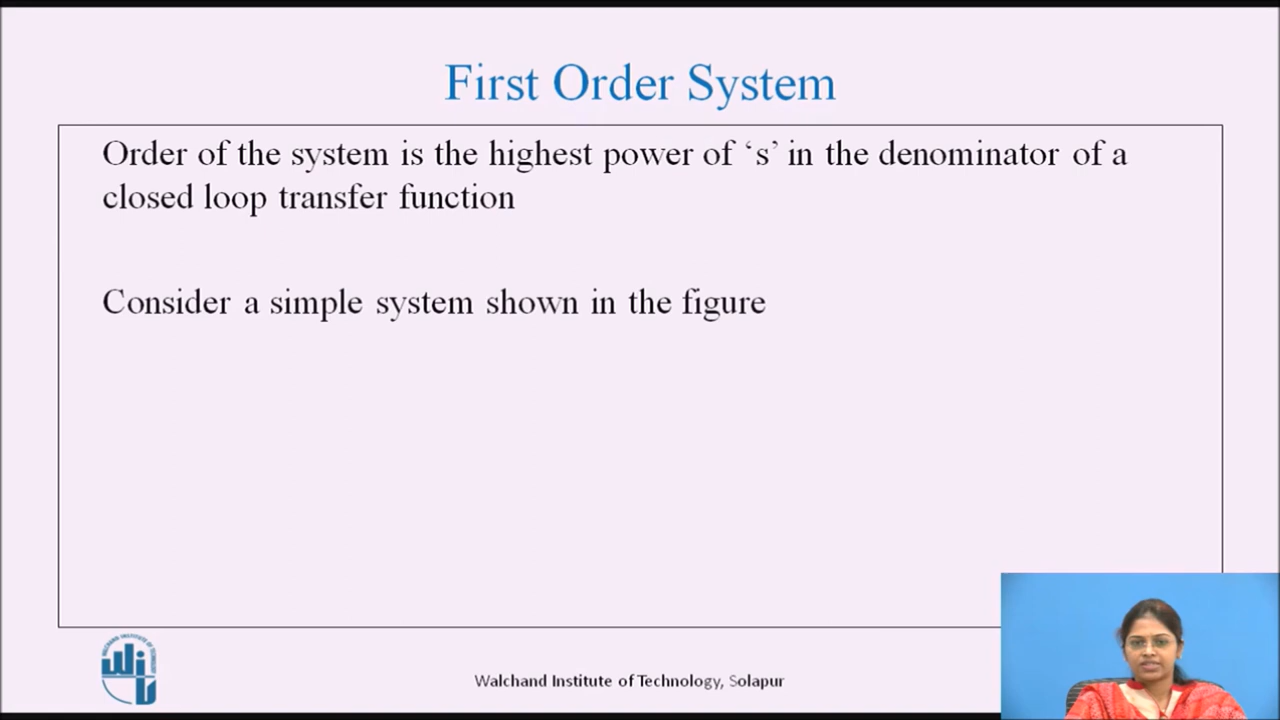 First Order System
Order of the system is the highest power of ‘s’ in the denominator of a
closed loop transfer function
Consider a simple system shown in the figure
Walchand Institute of Technology, Solapur